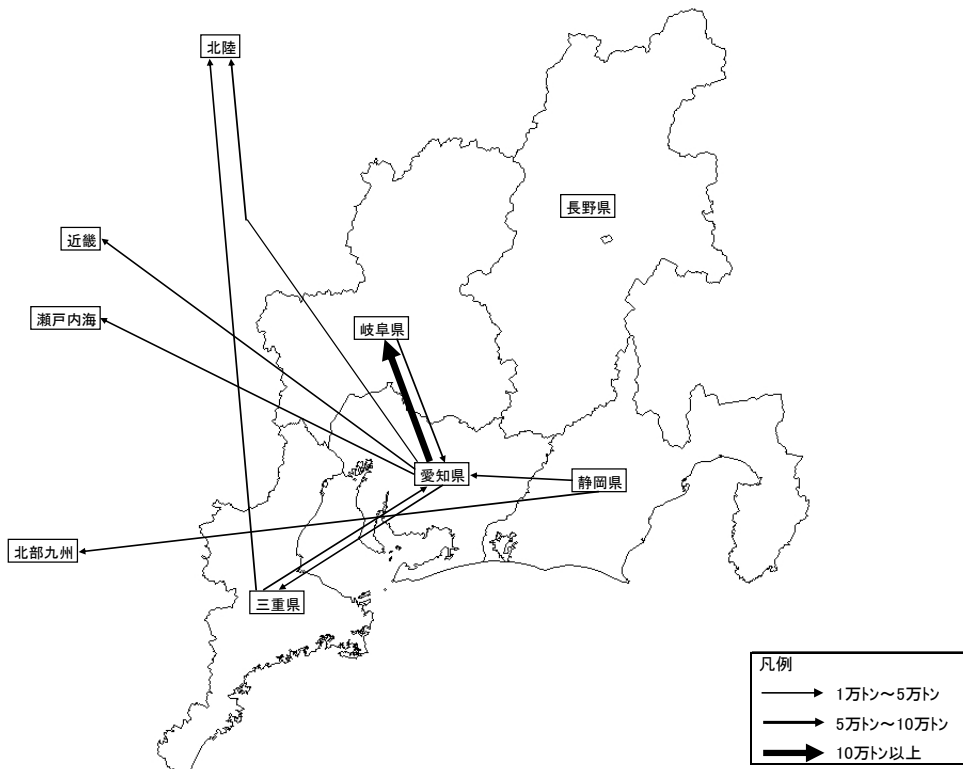 北陸
長野県
近畿
瀬戸内海
岐阜県
愛知県
静岡県
北部九州
三重県
凡例
1万トン～5万トン
5万トン～10万トン
10万トン以上